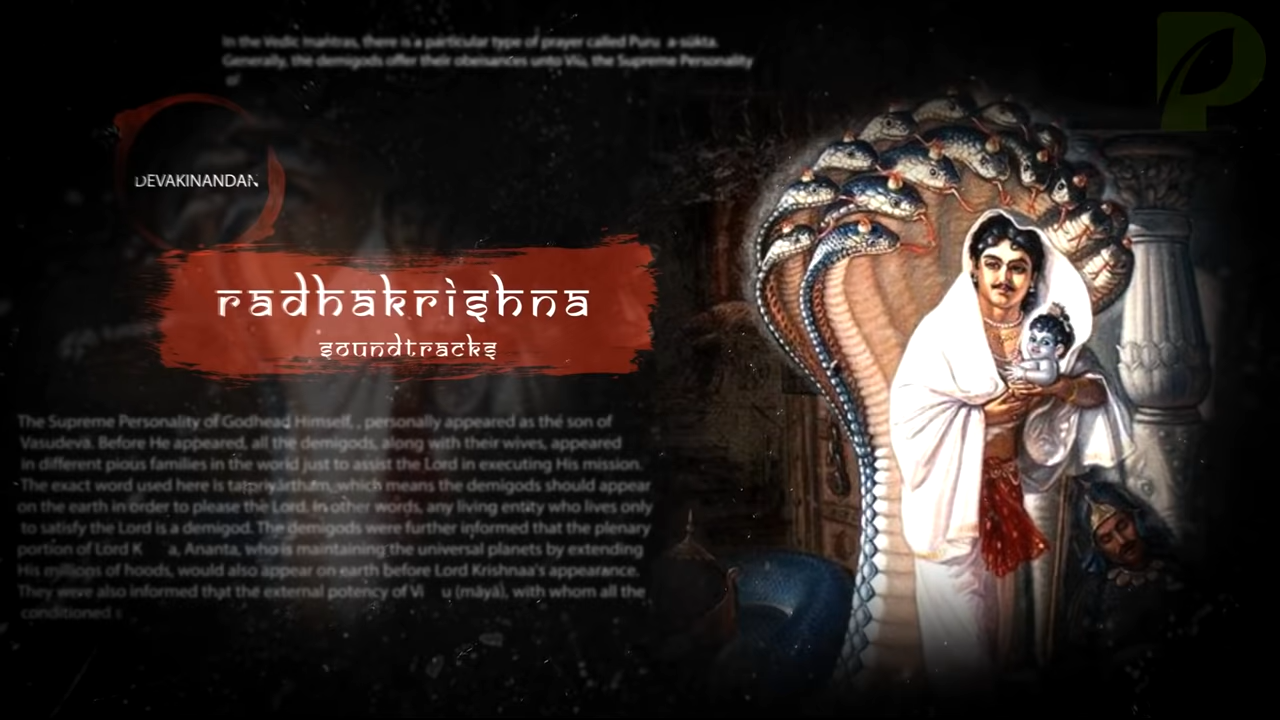 In the Vedic mantras, there is a particular type of prayer called Puru a-sūkta.
Generally, the demigods offer their obeisances unto Viu, the Supreme Personality
of
DEVAKINANDAN
radhakrishna
soundtracks
The Supreme Personality of Godhead Himself, , personally appeared as the son of
Vasudeva. Before He appeared, all the demigods, along with their wives, appeared
in different pious families in the world just to assist the Lord in executing His mission.
The exact word used here is tatpriyārtham, which means the demigods should appear
on the earth in order to please the Lord. In other words, any living entity who lives only
to satisfy the Lord is a demigod. The demigods were further informed that the plenary
portion of Lord K a, Ananta, who is maintaining the universal planets by extending
His millions of hoods, would also appear on earth before Lord Krishnaa's appearance.
They were also informed that the external potency of Vi u (māyā), with whom all the
conditioned s